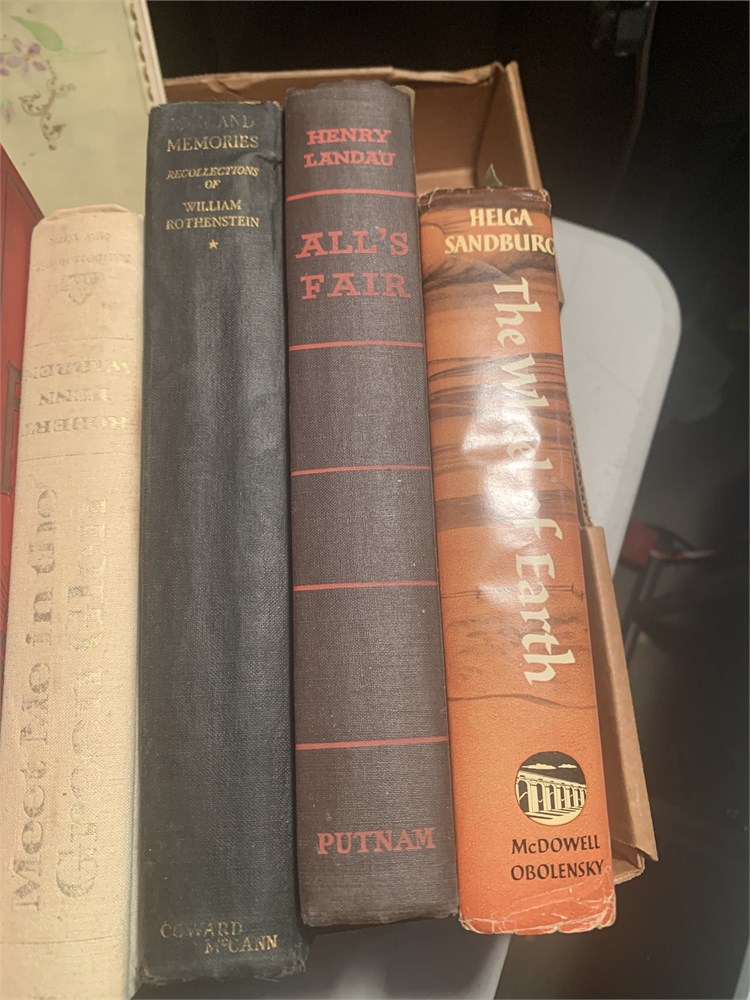 Meet Me in the
Green Glen
ROBERT
PENN
WARREN
AND
MEMORIES
RECOLLECTIONS
OF
WILLIAM
ROTHENSTEIN
COWARD
McCANN
HENRY
LANDAU
ALL'S
FAIR
PUTNAM
HELGA
SANDBURG
The Wheel of Earth
McDOWELL
OBOLENSKY